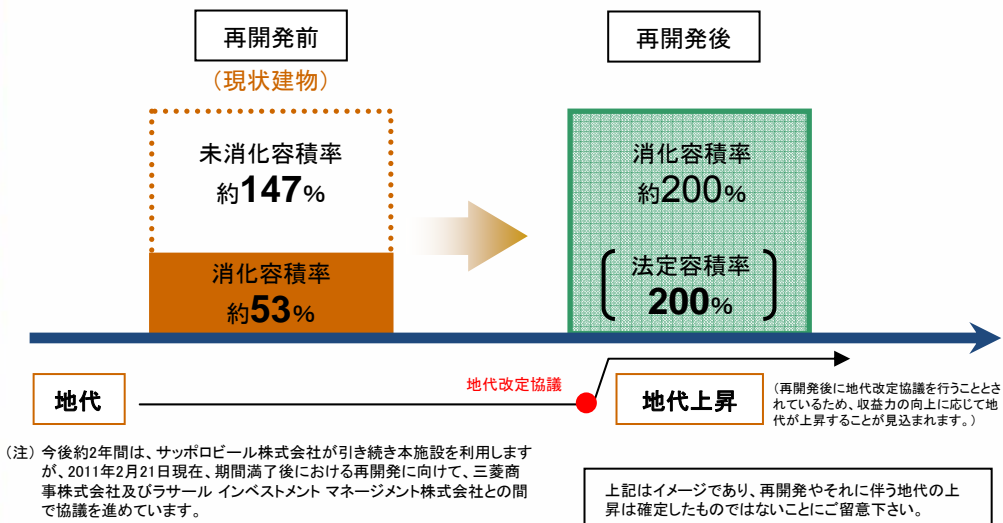 再開発前
再開発後
（現状建物）
未消化容積率
約147%
消化容積率
約53%
消化容積率
約200%
法定容積率
200%
地代
地代改定協議
地代上昇
（再開発後に地代改定協議を行うこととさ
れているため、収益力の向上に応じて地
代が上昇することが見込まれます。）
（注） 今後約2年間は、サッポロビール株式会社が引き続き本施設を利用します
が、2011年2月21日現在、期間満了後における再開発に向けて、三菱商
事株式会社及びラサール インベストメント マネージメント株式会社との間
で協議を進めています。
上記はイメージであり、再開発やそれに伴う地代の上
昇は確定したものではないことにご留意下さい。